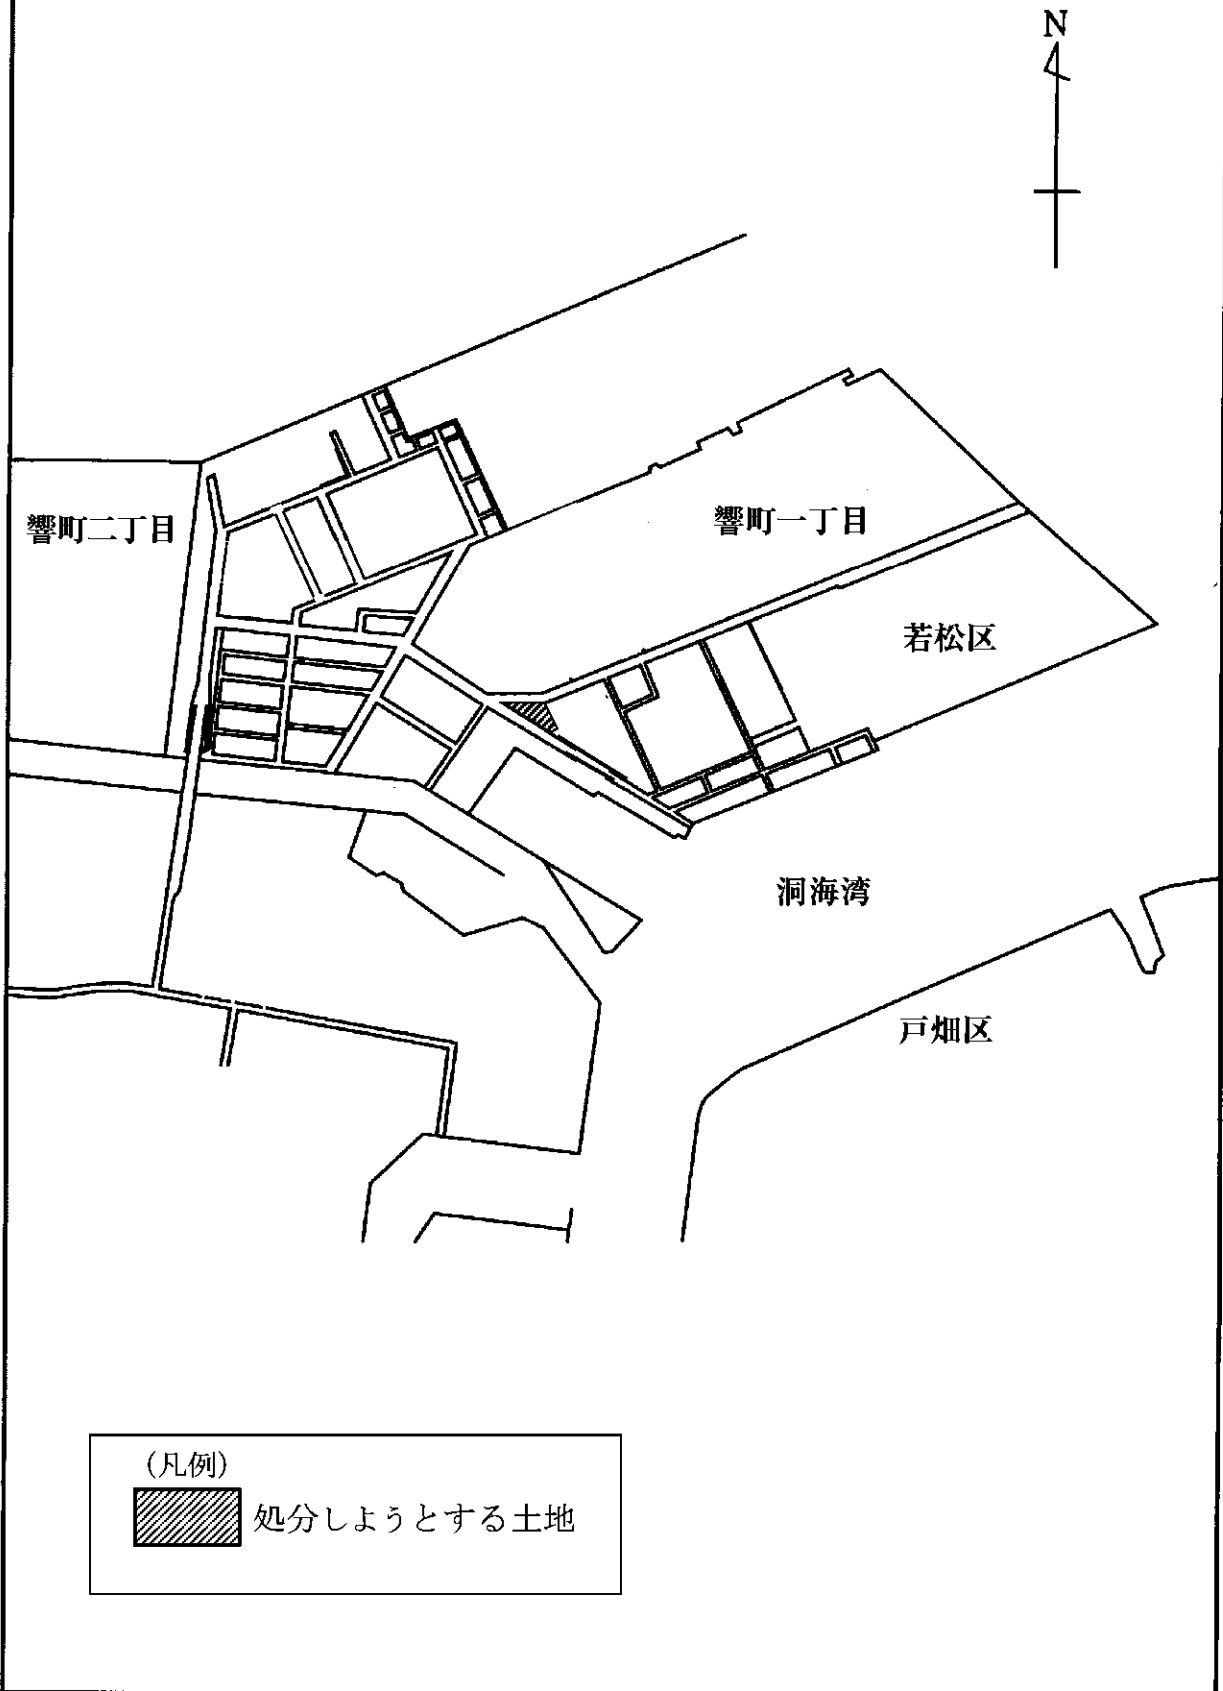 N
響町二丁目
響町一丁目
若松区
洞海湾
戸畑区
(凡例)
処分しようとする土地